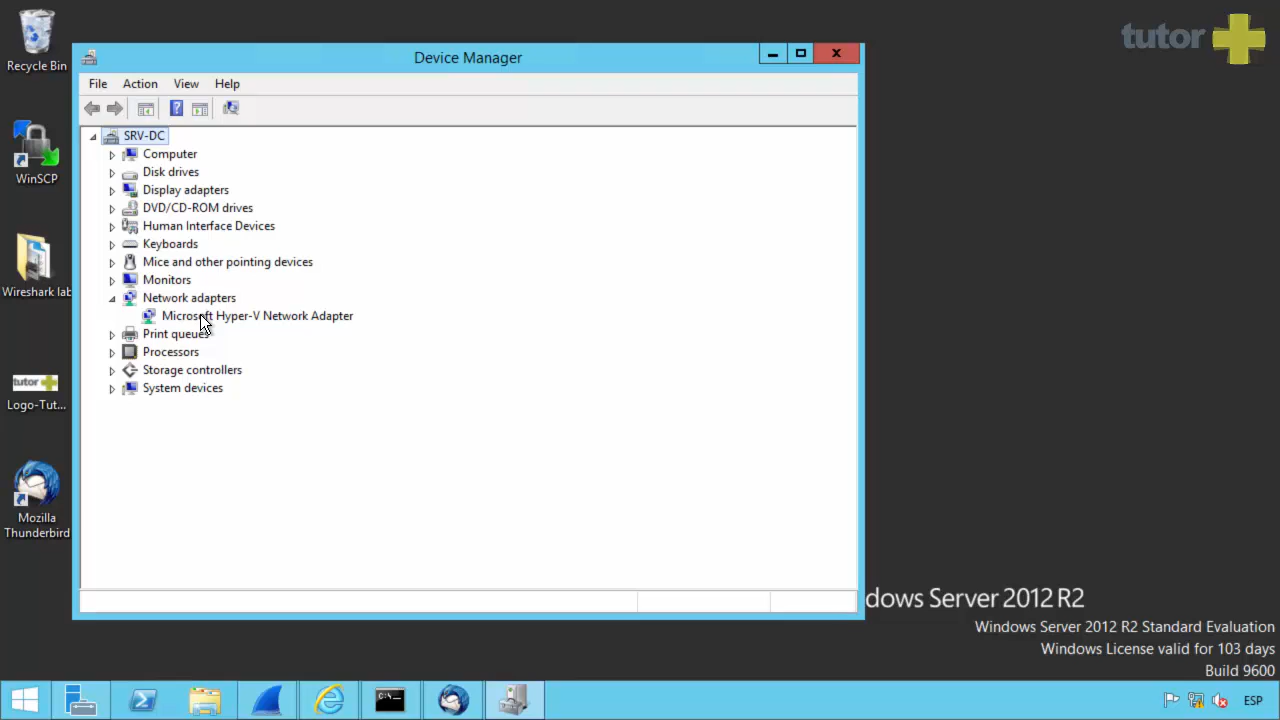 tutor
Recycle Bin
WinSCP
Wireshark lab
tutor
Logo-Tut...
Mozilla
Thunderbird
Device Manager
File Action View Help
SRV-DC
Computer
Disk drives
Display adapters
DVD/CD-ROM drives
Human Interface Devices
Keyboards
Mice and other pointing devices
Monitors
Network adapters
Microsoft Hyper-V Network Adapter
Print queues
Processors
Storage controllers
System devices
dows Server 2012 R2
Windows Server 2012 R2 Standard Evaluation
Windows License valid for 103 days
Build 9600
ESP